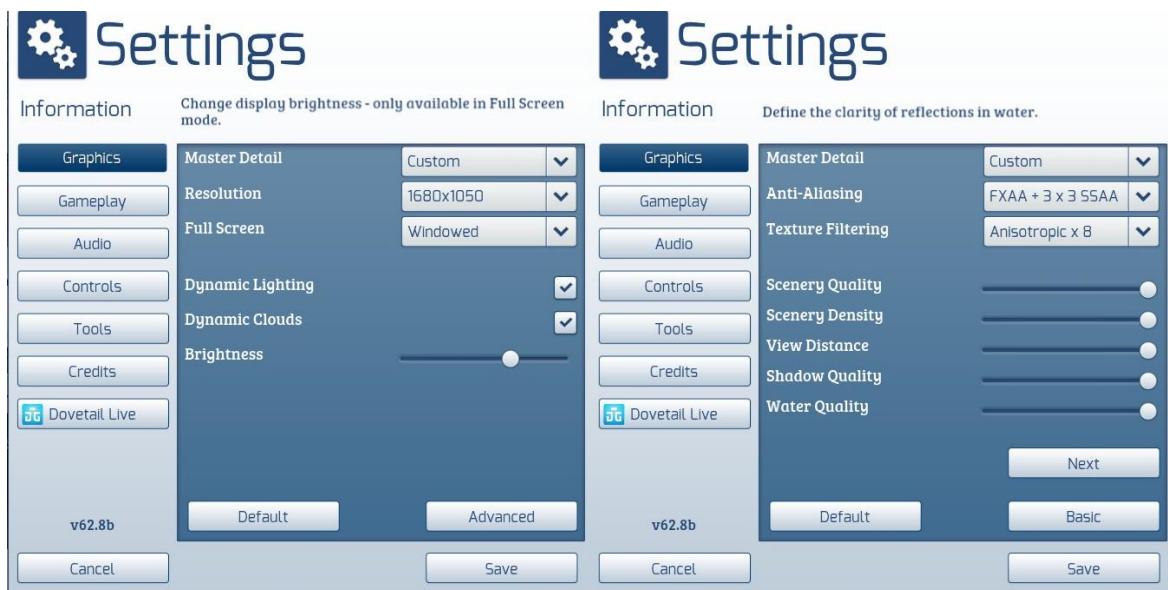 Settings
Information
Change display brightness - only available in Full Screen
mode.
Graphics
Gameplay
Audio
Controls
Tools
Credits
Dovetail Live
v62.8b
Cancel
Master Detail Custom
Resolution 1680x1050
Full Screen Windowed
Dynamic Lighting
Dynamic Clouds
Brightness
Default Advanced
Save
Settings
Information
Define the clarity of reflections in water.
Graphics
Gameplay
Audio
Controls
Tools
Credits
Dovetail Live
v62.8b
Cancel
Master Detail Custom
Anti-Aliasing FXAA + 3 x 3 SSAA
Texture Filtering Anisotropic x 8
Scenery Quality
Scenery Density
View Distance
Shadow Quality
Water Quality
Next
Default Basic
Save